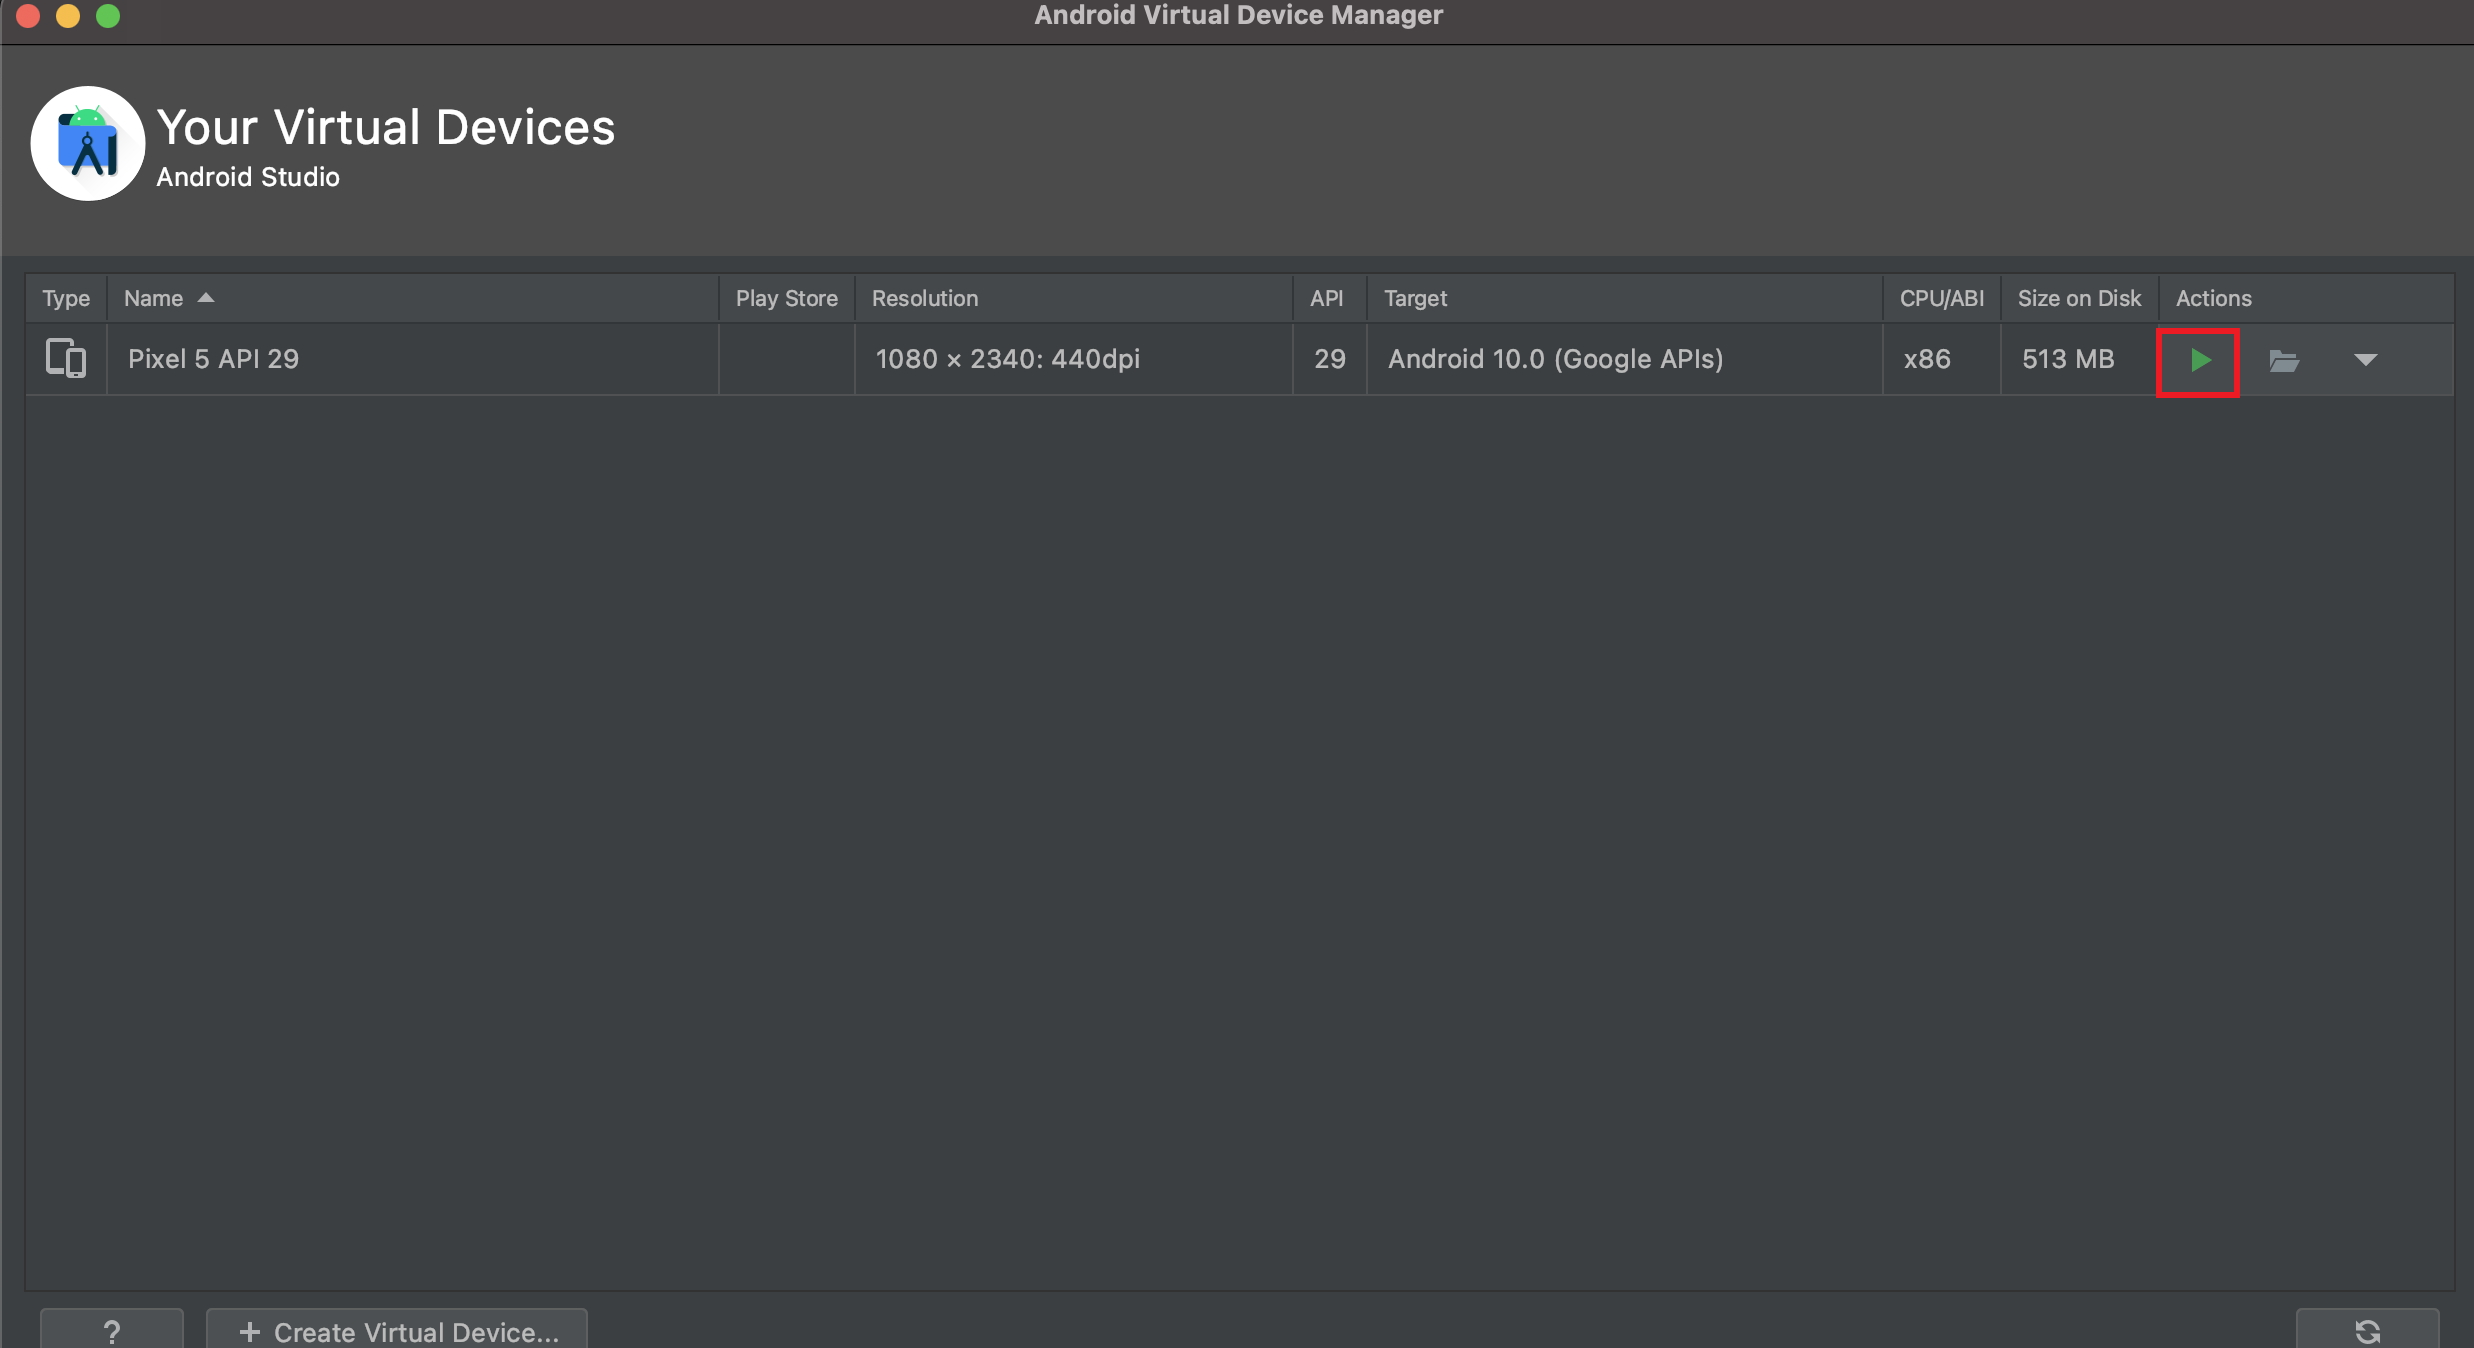 Android Virtual Device Manager
Your Virtual Devices
Android Studio
Type Name Play Store Resolution API Target CPU/ABI Size on Disk Actions
Pixel 5 API 29 1080 × 2340: 440dpi 29 Android 10.0 (Google APIs) x86 513 MB
? + Create Virtual Device...